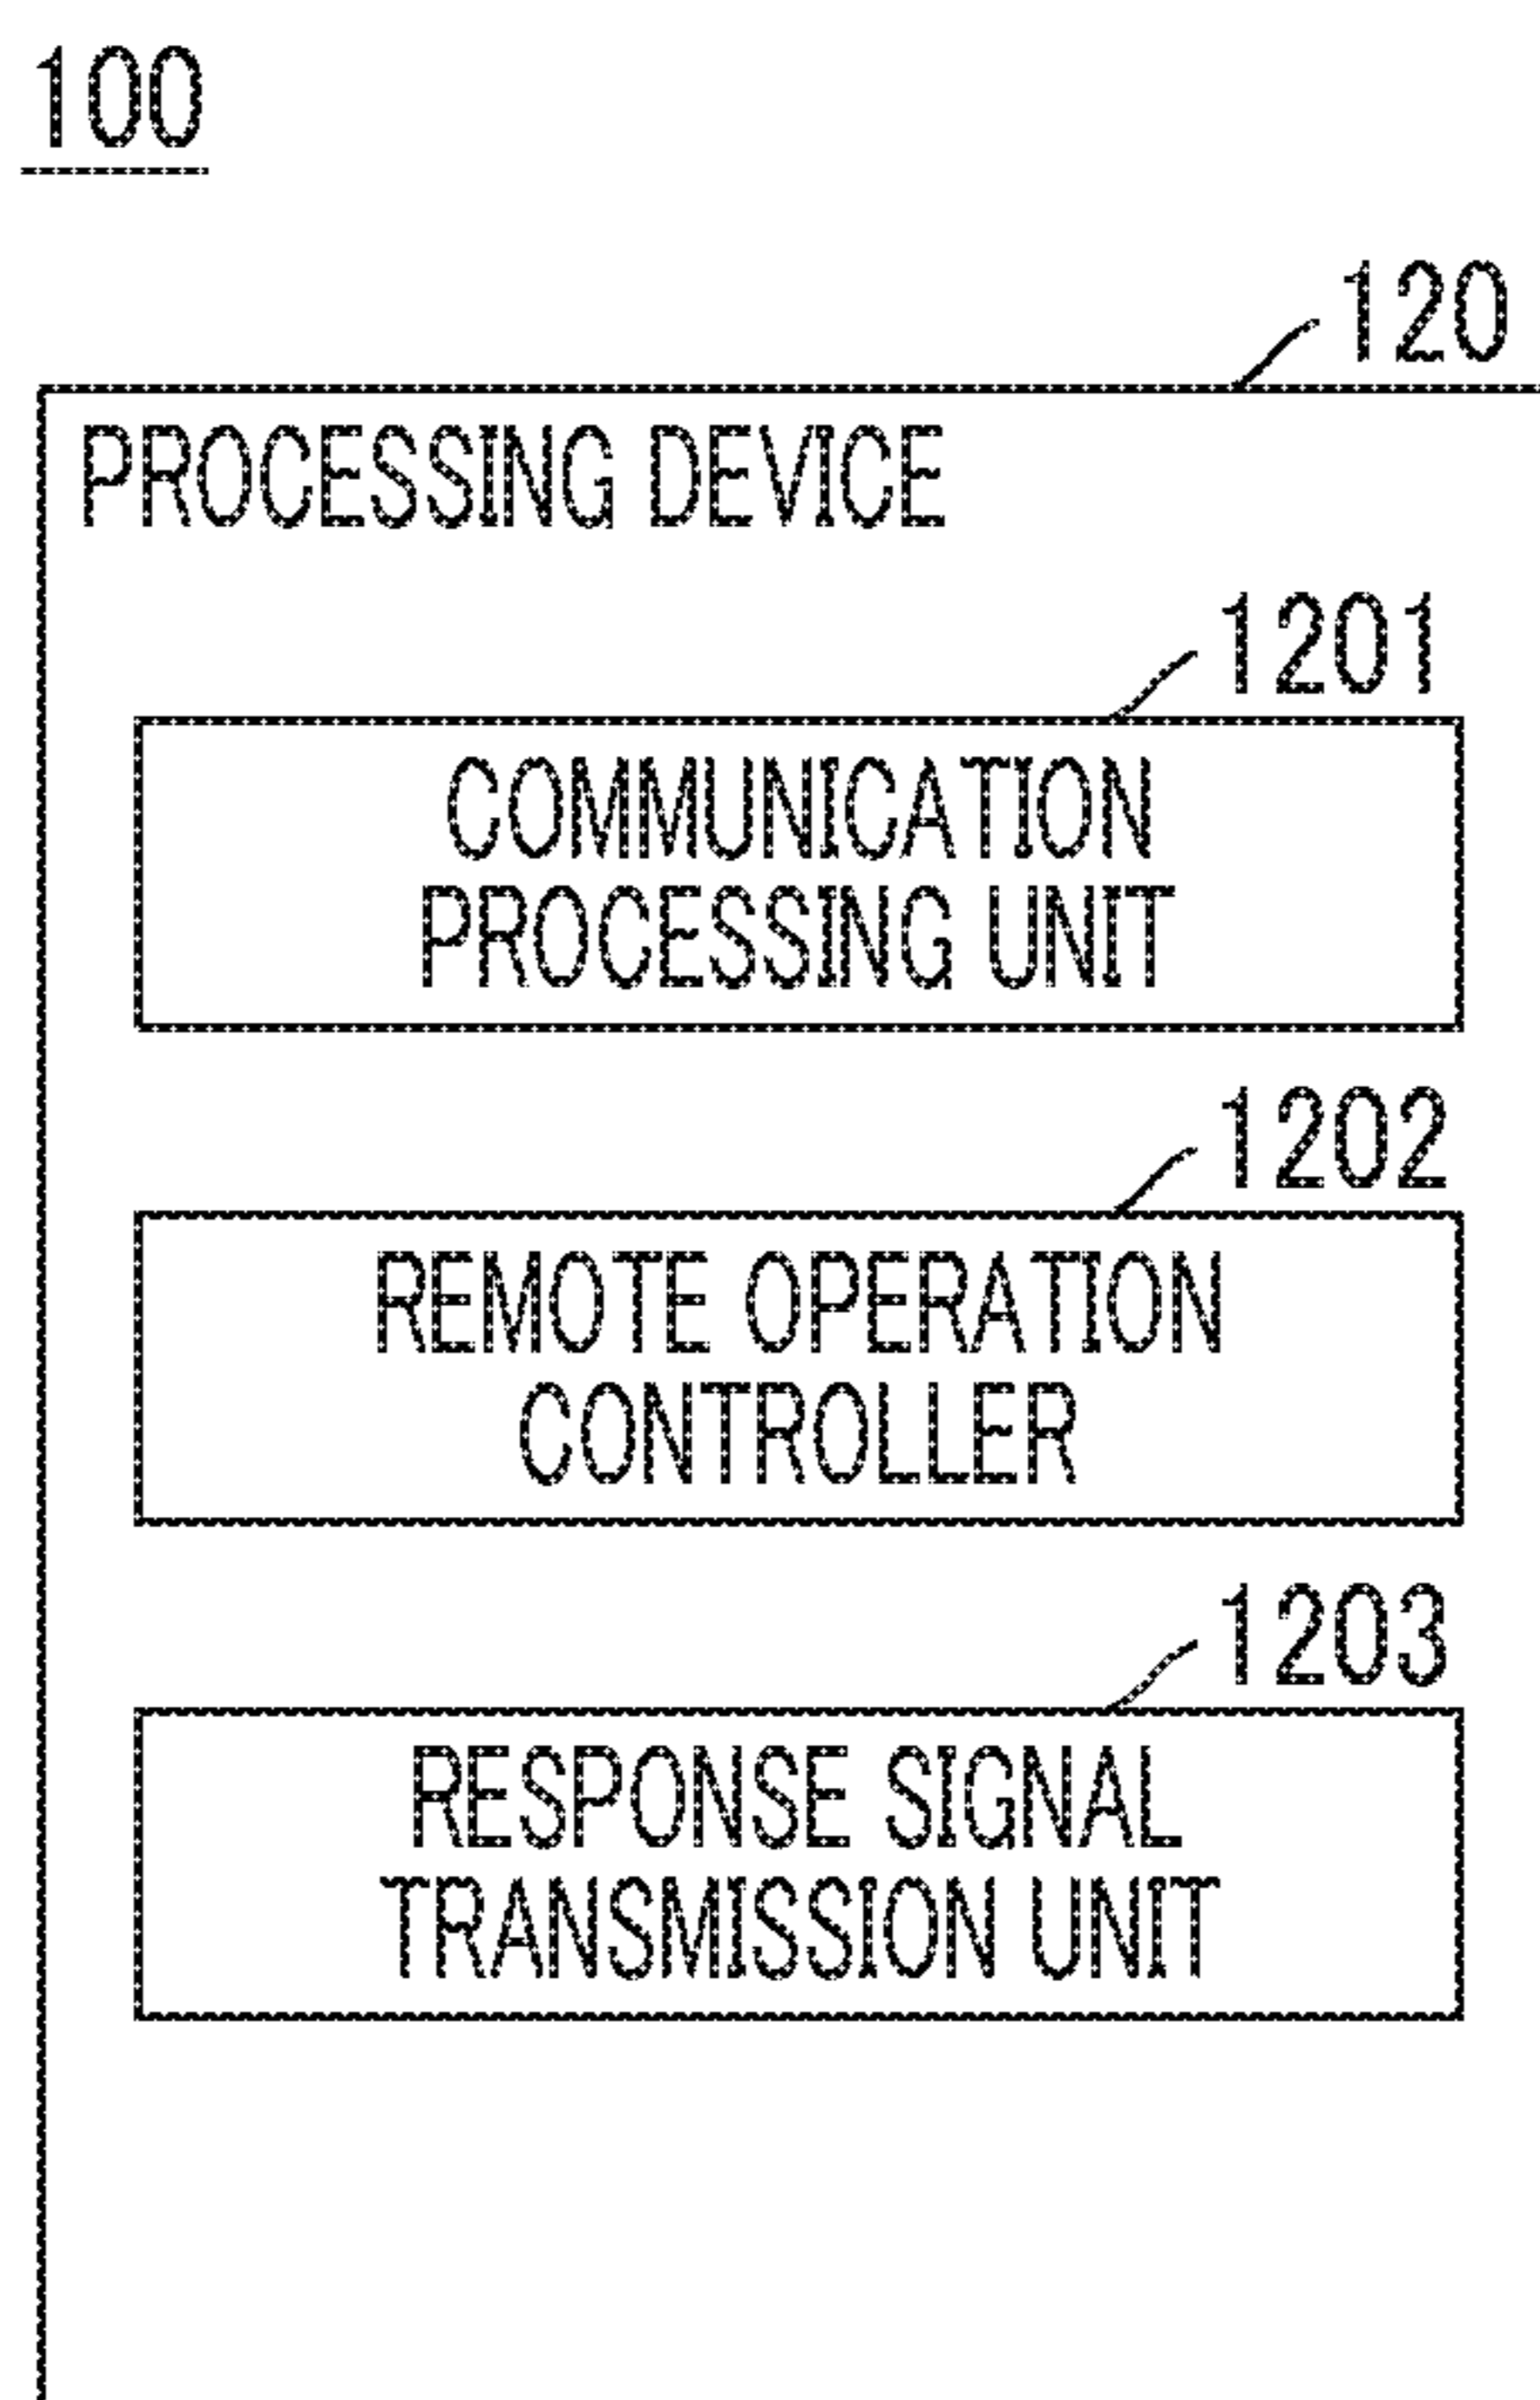 100
120
PROCESSING DEVICE
1201
COMMUNICATION
PROCESSING UNIT
1202
REMOTE OPERATION
CONTROLLER
1203
RESPONSE SIGNAL
TRANSMISSION UNIT